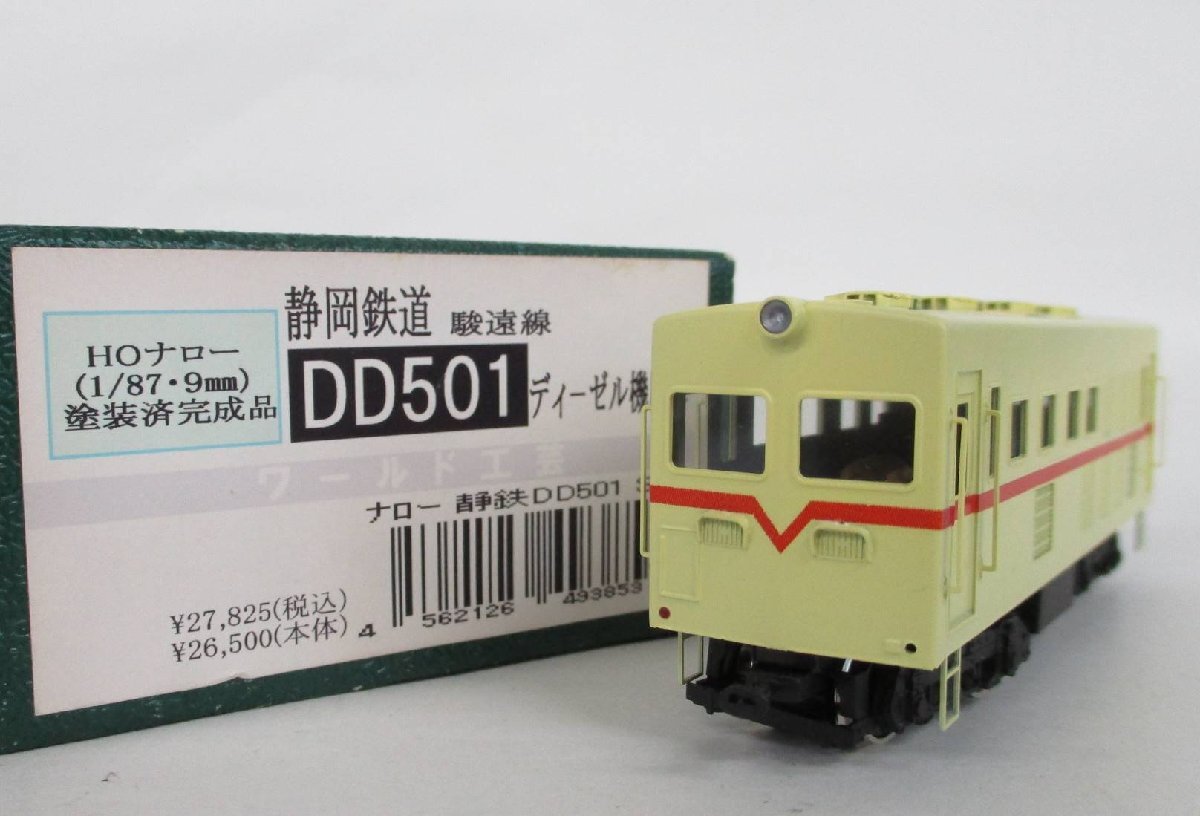 HOナロー
(1/87・9mm)
塗装済完成品
静岡鉄道 駿遠線
DD501 ディーゼル機
ワールド工芸
ナロー 静鉄DD501
¥27,825(税込)
¥26,500(本体)
4 562126 493853